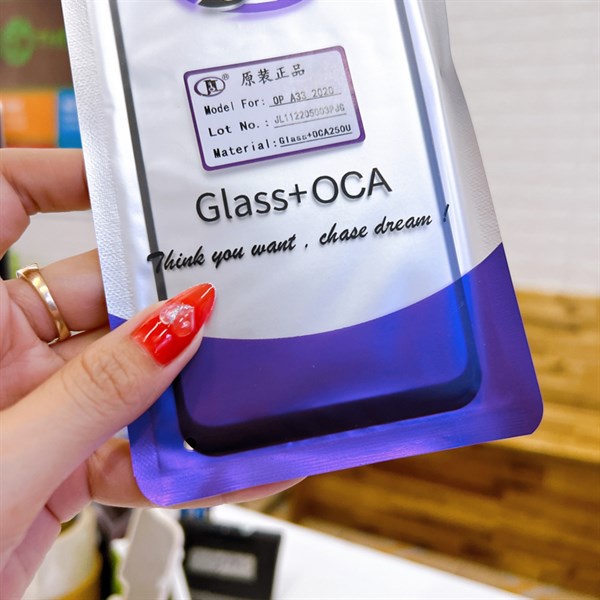 ® 原装正品
Model For: OP A33 2020
Lot No.: JL112205003PJG
Material: Glass+OCA250U
Glass+OCA
Think you want , chase dream !